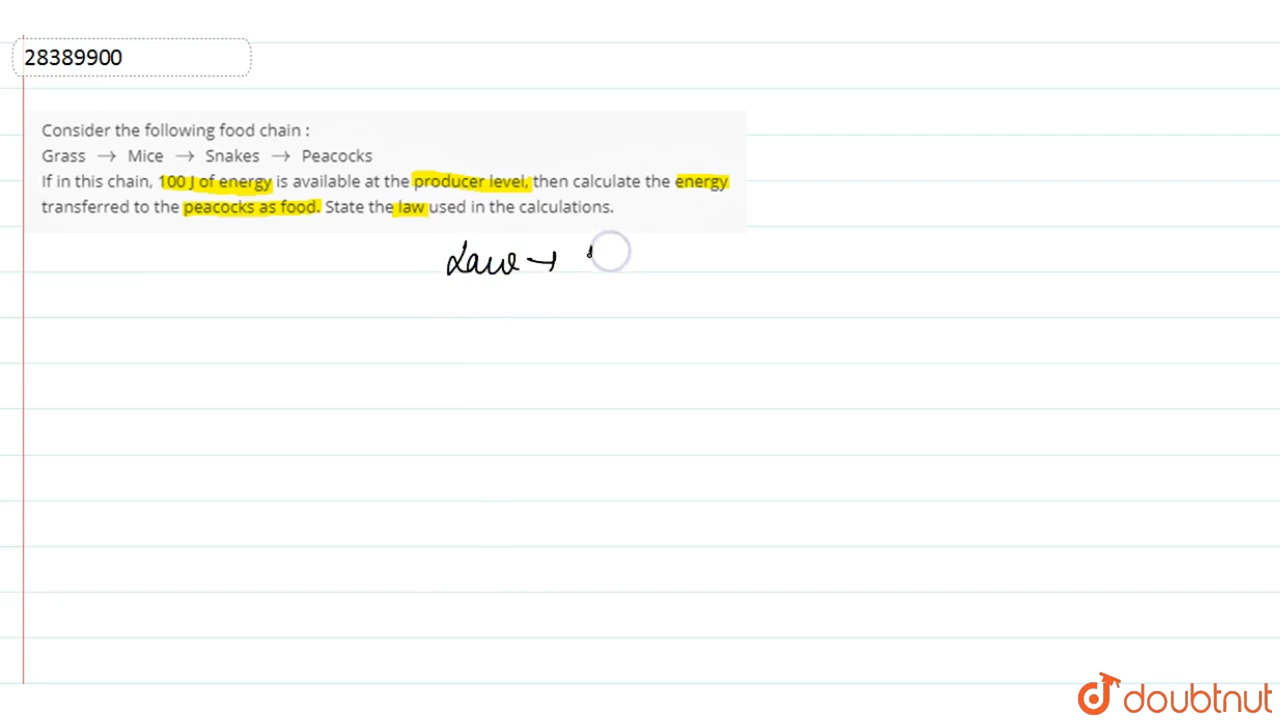 28389900
Consider the following food chain :
Grass → Mice → Snakes → Peacocks
If in this chain, 100 J of energy is available at the producer level, then calculate the energy
transferred to the peacocks as food. State the law used in the calculations.
Law →
doubtnut